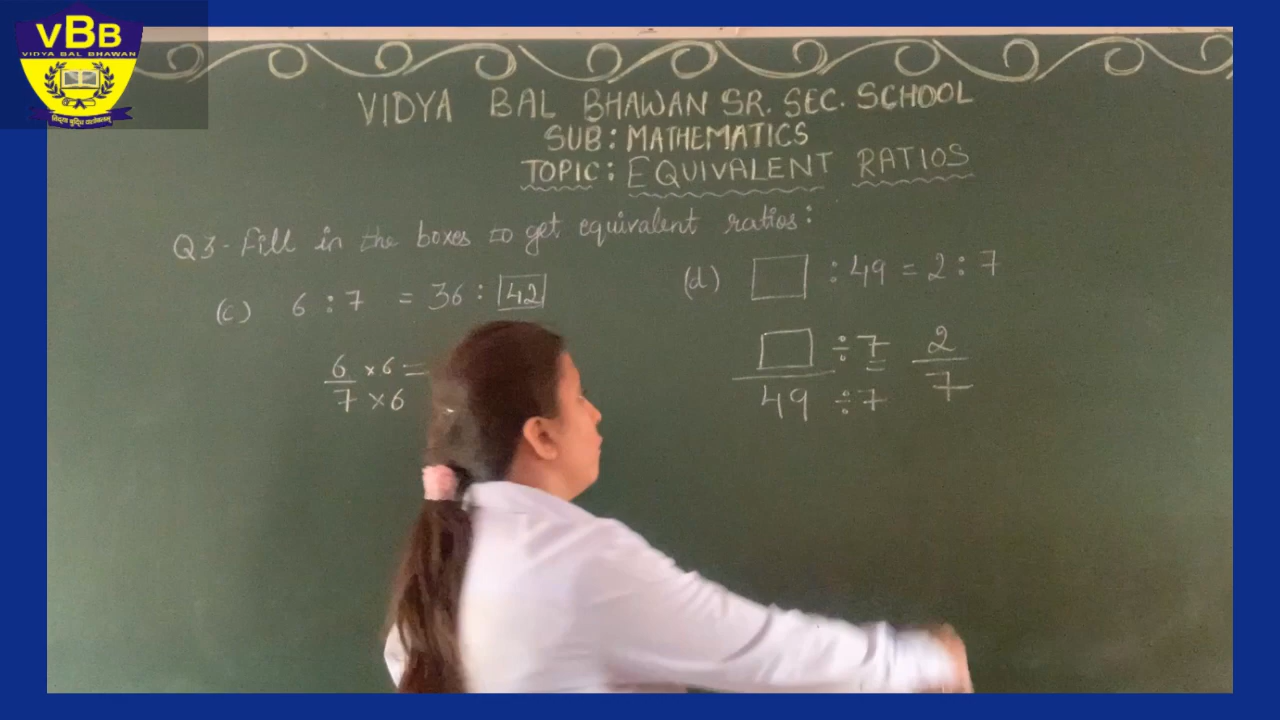 VBB
VIDYA BAL BHAWAN
VIDYA BAL BHAWAN SR. SEC. SCHOOL
SUB: MATHEMATICS
TOPIC: EQUIVALENT RATIOS
Q3- Fill in the boxes to get equivalent ratios:
(c) 6 : 7 = 36 : 42
6 × 6 =
7 × 6
(d) □ : 49 = 2 : 7
□ ÷ 7 = 2
49 ÷ 7 7